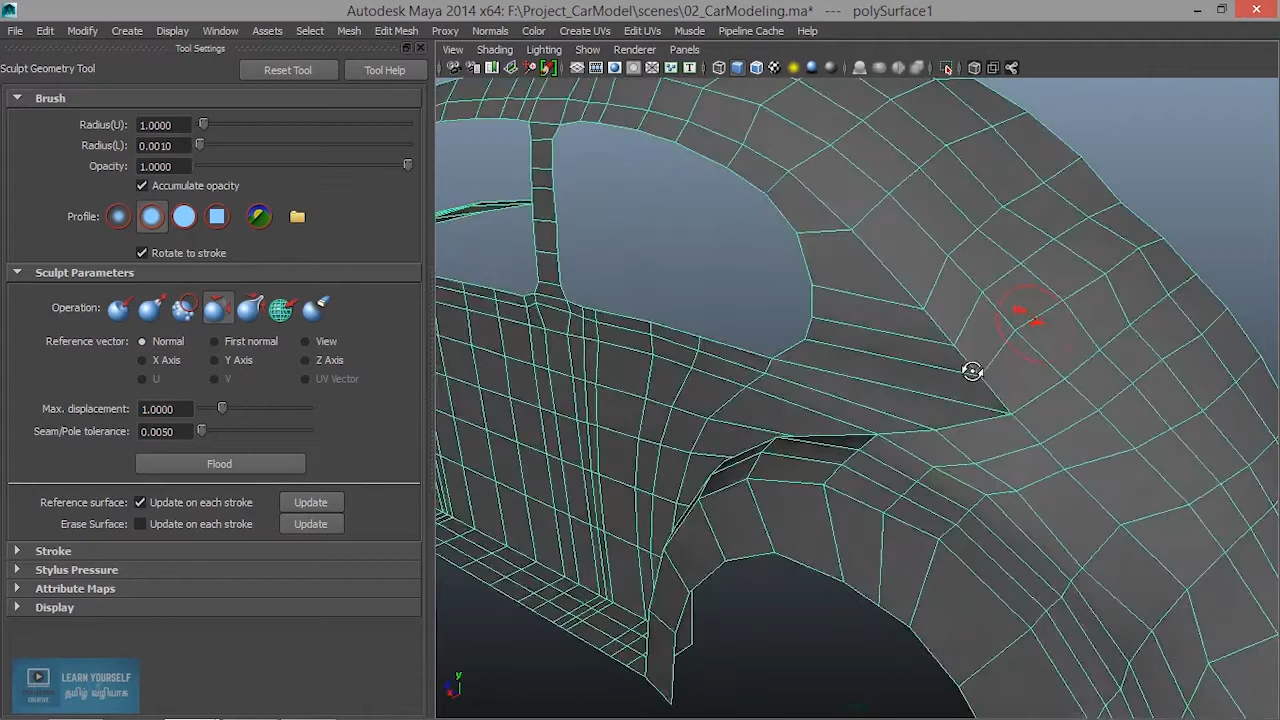 Autodesk Maya 2014 x64: F:\Project_CarModel\scenes\02_CarModeling.ma* --- polySurface1
File Edit Modify Create Display Window Assets Select Mesh Edit Mesh Proxy Normals Color Create UVs Edit UVs Muscle Pipeline Cache Help
Tool Settings
View Shading Lighting Show Renderer Panels
Sculpt Geometry Tool
Reset Tool
Tool Help
Brush
Radius(U): 1.0000
Radius(L): 0.0010
Opacity: 1.0000
Accumulate opacity
Profile:
Rotate to stroke
Sculpt Parameters
Operation:
Reference vector: Normal First normal View
X Axis Y Axis Z Axis
U V UV Vector
Max. displacement: 1.0000
Seam/Pole tolerance: 0.0050
Flood
Reference surface: Update on each stroke Update
Erase Surface: Update on each stroke Update
Stroke
Stylus Pressure
Attribute Maps
Display
LEARN YOURSELF
தமிழ் வழியாக
y